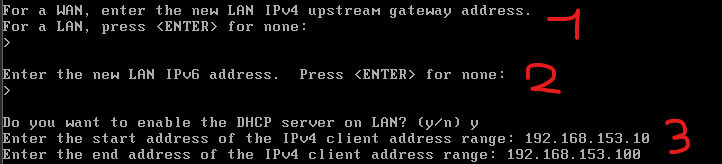 For a WAN, enter the new LAN IPv4 upstream gateway address.
For a LAN, press <ENTER> for none:
>
1
Enter the new LAN IPv6 address.  Press <ENTER> for none:
>
2
Do you want to enable the DHCP server on LAN? (y/n) y
Enter the start address of the IPv4 client address range: 192.168.153.10
Enter the end address of the IPv4 client address range: 192.168.153.100
3